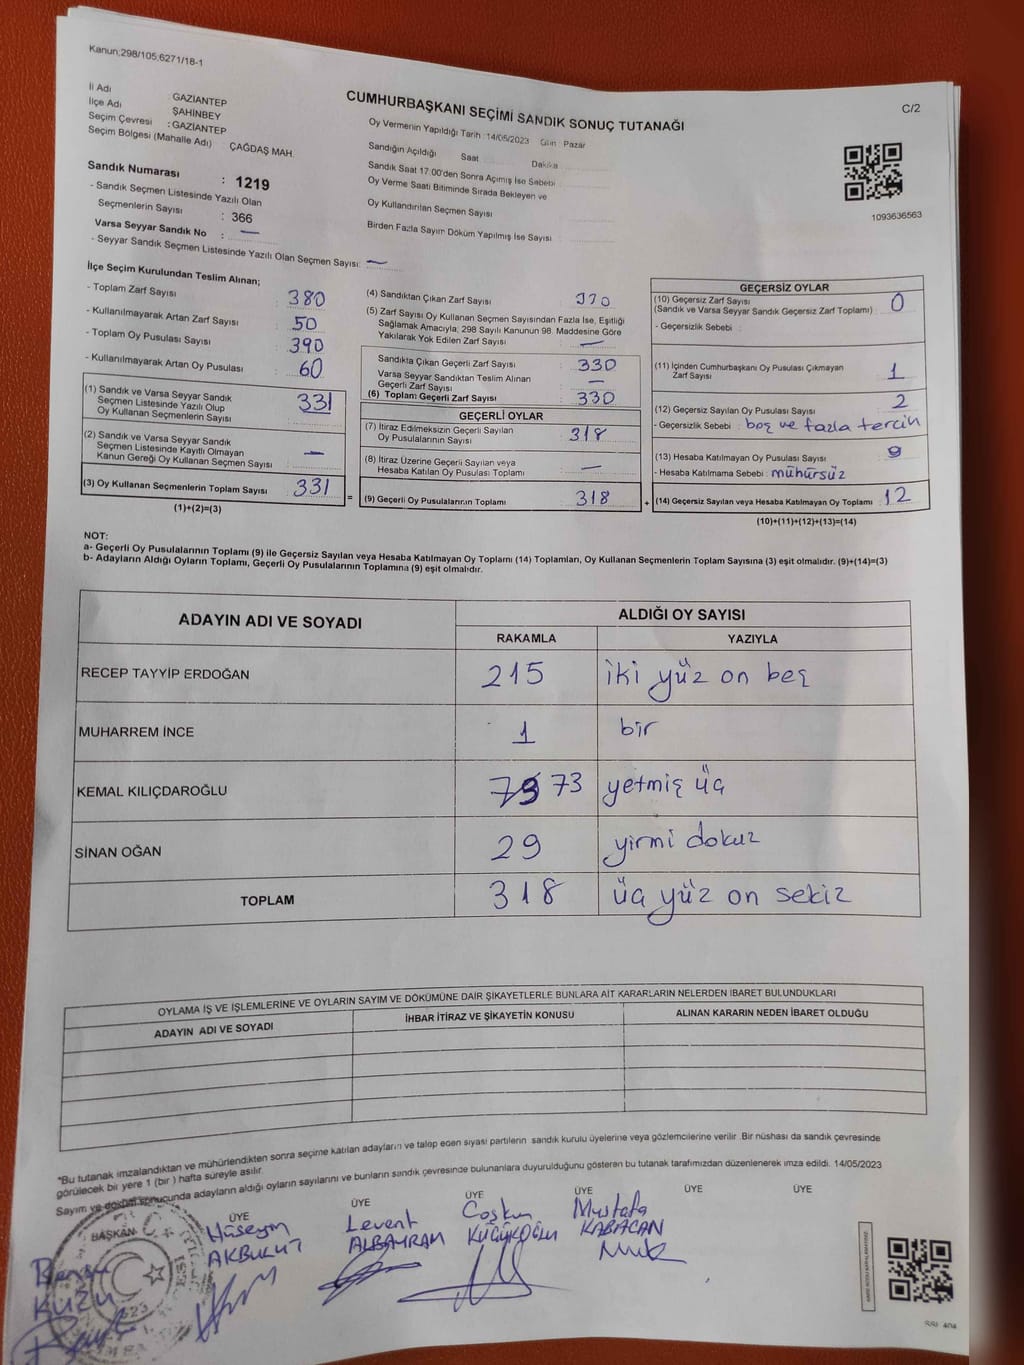 Kanun;298/105;6271/18-1
C/2
CUMHURBAŞKANI SEÇİMİ SANDIK SONUÇ TUTANAĞI
İl Adı GAZİANTEP
İlçe Adı ŞAHİNBEY
Seçim Çevresi : GAZİANTEP
Seçim Bölgesi (Mahalle Adı) ÇAĞDAŞ MAH.
Sandık Numarası : 1219
- Sandık Seçmen Listesinde Yazılı Olan
Seçmenlerin Sayısı : 366
Varsa Seyyar Sandık No : —
- Seyyar Sandık Seçmen Listesinde Yazılı Olan Seçmen Sayısı: —
Oy Vermenin Yapıldığı Tarih : 14/05/2023 Gün : Pazar
Sandığın Açıldığı Saat Dakika
Sandık Saat 17.00'den Sonra Açımış İse Sebebi
Oy Verme Saati Bitiminde Sırada Bekleyen ve
Oy Kullandırılan Seçmen Sayısı
Birden Fazla Sayım Döküm Yapılmış İse Sayısı
1093636563
İlçe Seçim Kurulundan Teslim Alınan;
- Toplam Zarf Sayısı : 380
- Kullanılmayarak Artan Zarf Sayısı : 50
- Toplam Oy Pusulası Sayısı : 390
- Kullanılmayarak Artan Oy Pusulası : 60
(1) Sandık ve Varsa Seyyar Sandık
Seçmen Listesinde Yazılı Olup
Oy Kullanan Seçmenlerin Sayısı : 331
(2) Sandık ve Varsa Seyyar Sandık
Seçmen Listesinde Kayıtlı Olmayan
Kanun Gereği Oy Kullanan Seçmen Sayısı : —
(3) Oy Kullanan Seçmenlerin Toplam Sayısı : 331
(1)+(2)=(3)
=
(4) Sandıktan Çıkan Zarf Sayısı
(5) Zarf Sayısı Oy Kullanan Seçmen Sayısından Fazla İse, Eşitliği
Sağlamak Amacıyla; 298 Sayılı Kanunun 98. Maddesine Göre
Yakılarak Yok Edilen Zarf Sayısı : —
Sandıkta Çıkan Geçerli Zarf Sayısı : 330
Varsa Seyyar Sandıktan Teslim Alınan
Geçerli Zarf Sayısı : —
(6) Toplam Geçerli Zarf Sayısı : 330
GEÇERLİ OYLAR
(7) İtiraz Edilmeksizin Geçerli Sayılan
Oy Pusulalarının Sayısı : 318
(8) İtiraz Üzerine Geçerli Sayılan veya
Hesaba Katılan Oy Pusulası Toplamı : —
(9) Geçerli Oy Pusulalarının Toplamı : 318
+
GEÇERSİZ OYLAR
(10) Geçersiz Zarf Sayısı
(Sandık ve Varsa Seyyar Sandık Geçersiz Zarf Toplamı) : 0
- Geçersizlik Sebebi :
(11) İçinden Cumhurbaşkanı Oy Pusulası Çıkmayan
Zarf Sayısı : 1
(12) Geçersiz Sayılan Oy Pusulası Sayısı : 2
- Geçersizlik Sebebi : boş ve fazla tercih
(13) Hesaba Katılmayan Oy Pusulası Sayısı : 9
- Hesaba Katılmama Sebebi : mühürsüz
(14) Geçersiz Sayılan veya Hesaba Katılmayan Oy Toplamı : 12
(10)+(11)+(12)+(13)=(14)
NOT:
a- Geçerli Oy Pusulalarının Toplamı (9) ile Geçersiz Sayılan veya Hesaba Katılmayan Oy Toplamı (14) Toplamları, Oy Kullanan Seçmenlerin Toplam Sayısına (3) eşit olmalıdır. (9)+(14)=(3)
b- Adayların Aldığı Oyların Toplamı, Geçerli Oy Pusulalarının Toplamına (9) eşit olmalıdır.
ADAYIN ADI VE SOYADI
ALDIĞI OY SAYISI
RAKAMLA YAZIYLA
RECEP TAYYİP ERDOĞAN 215 iki yüz on beş
MUHARREM İNCE 1 bir
KEMAL KILIÇDAROĞLU 73 yetmiş üç
SİNAN OĞAN 29 yirmi dokuz
TOPLAM 318 üç yüz on sekiz
OYLAMA İŞ VE İŞLEMLERİNE VE OYLARIN SAYIM VE DÖKÜMÜNE DAİR ŞİKAYETLERLE BUNLARA AİT KARARLARIN NELERDEN İBARET BULUNDUKLARI
ADAYIN ADI VE SOYADI İHBAR İTİRAZ VE ŞİKAYETİN KONUSU ALINAN KARARIN NEDEN İBARET OLDUĞU
"Bu tutanak imzalandıktan ve mühürlendikten sonra seçime katılan adayların ve talep eden siyasi partilerin sandık kurulu üyelerine veya gözlemcilerine verilir .Bir nüshası da sandık çevresinde
görülecek bir yere 1 (bir ) hafta süreyle asılır.
Sayım ve döküm sonucunda adayların aldığı oyların sayılarını ve bunların sandık çevresinde bulunanlara duyurulduğunu gösteren bu tutanak tarafımızdan düzenlenerek imza edildi. 14/05/2023
BAŞKAN ÜYE ÜYE ÜYE ÜYE ÜYE ÜYE
KUZU
Hüseyin
AKBULUT
Levent
ALBAYRAK
Coşkun
KÜÇÜKOĞLU
Mustafa
KABACAN